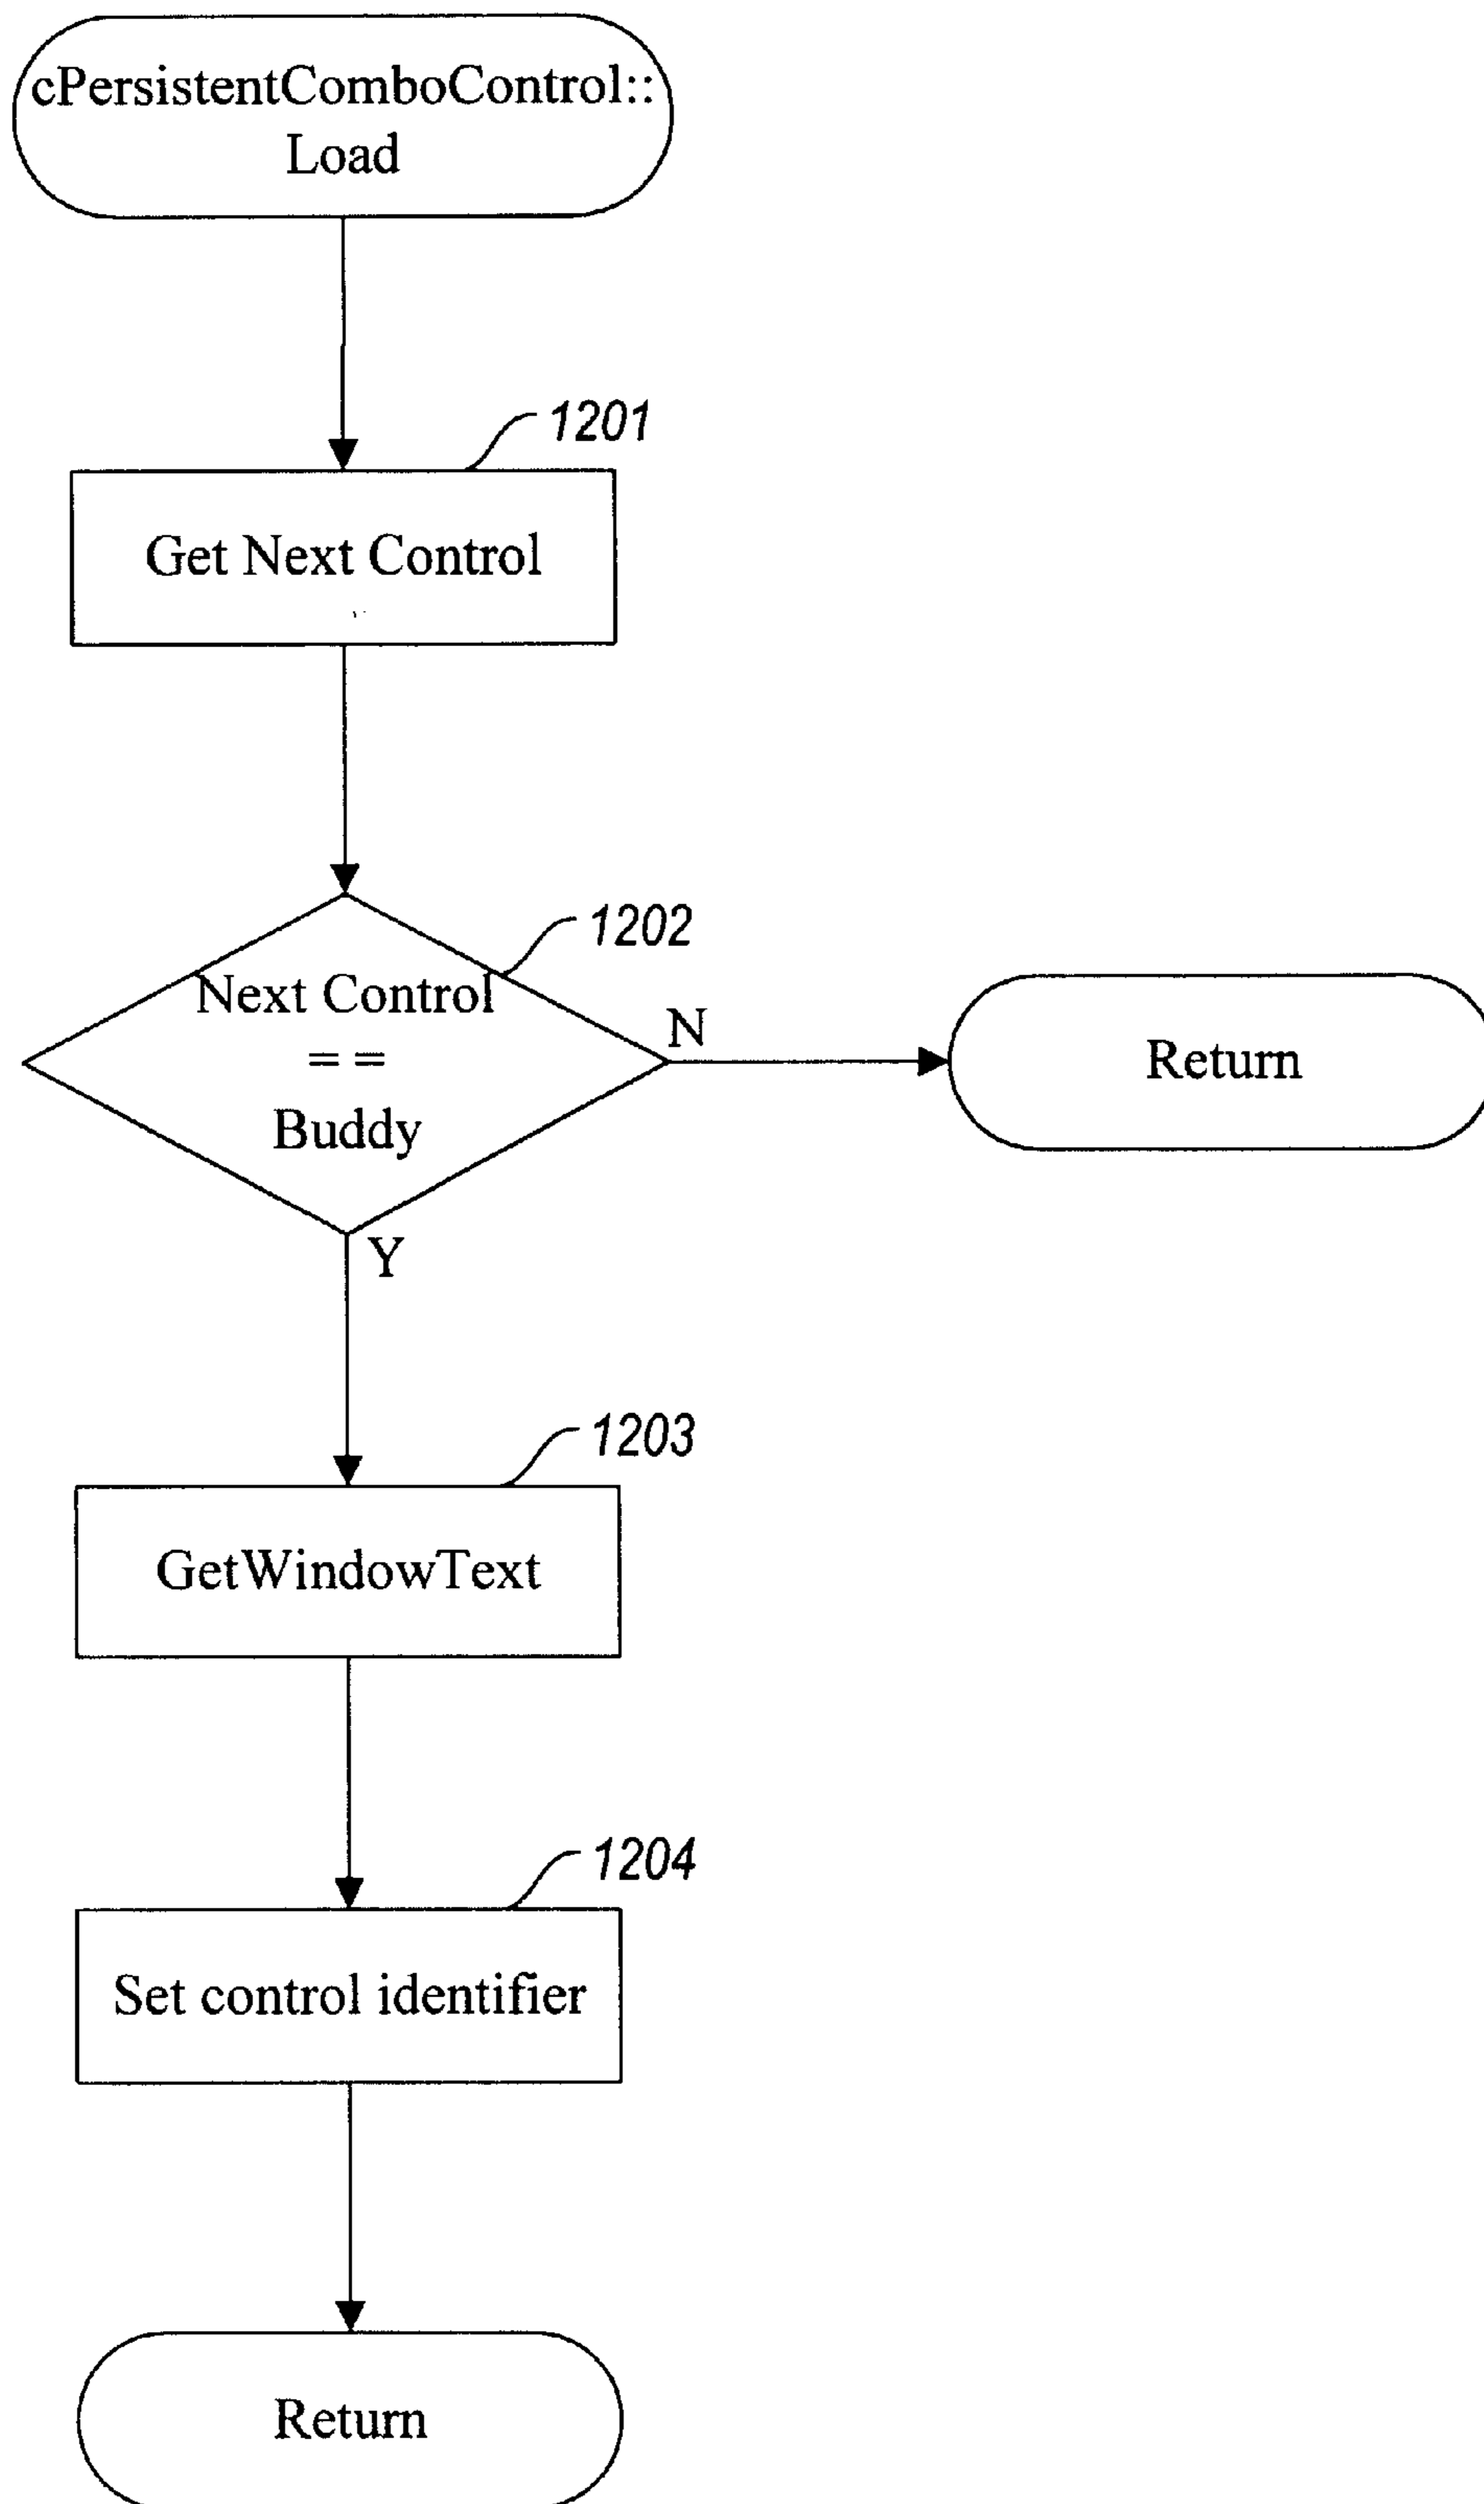 cPersistentComboControl::
Load
1201
Get Next Control
1202
Next Control
==
Buddy
N
Return
Y
1203
GetWindowText
1204
Set control identifier
Return